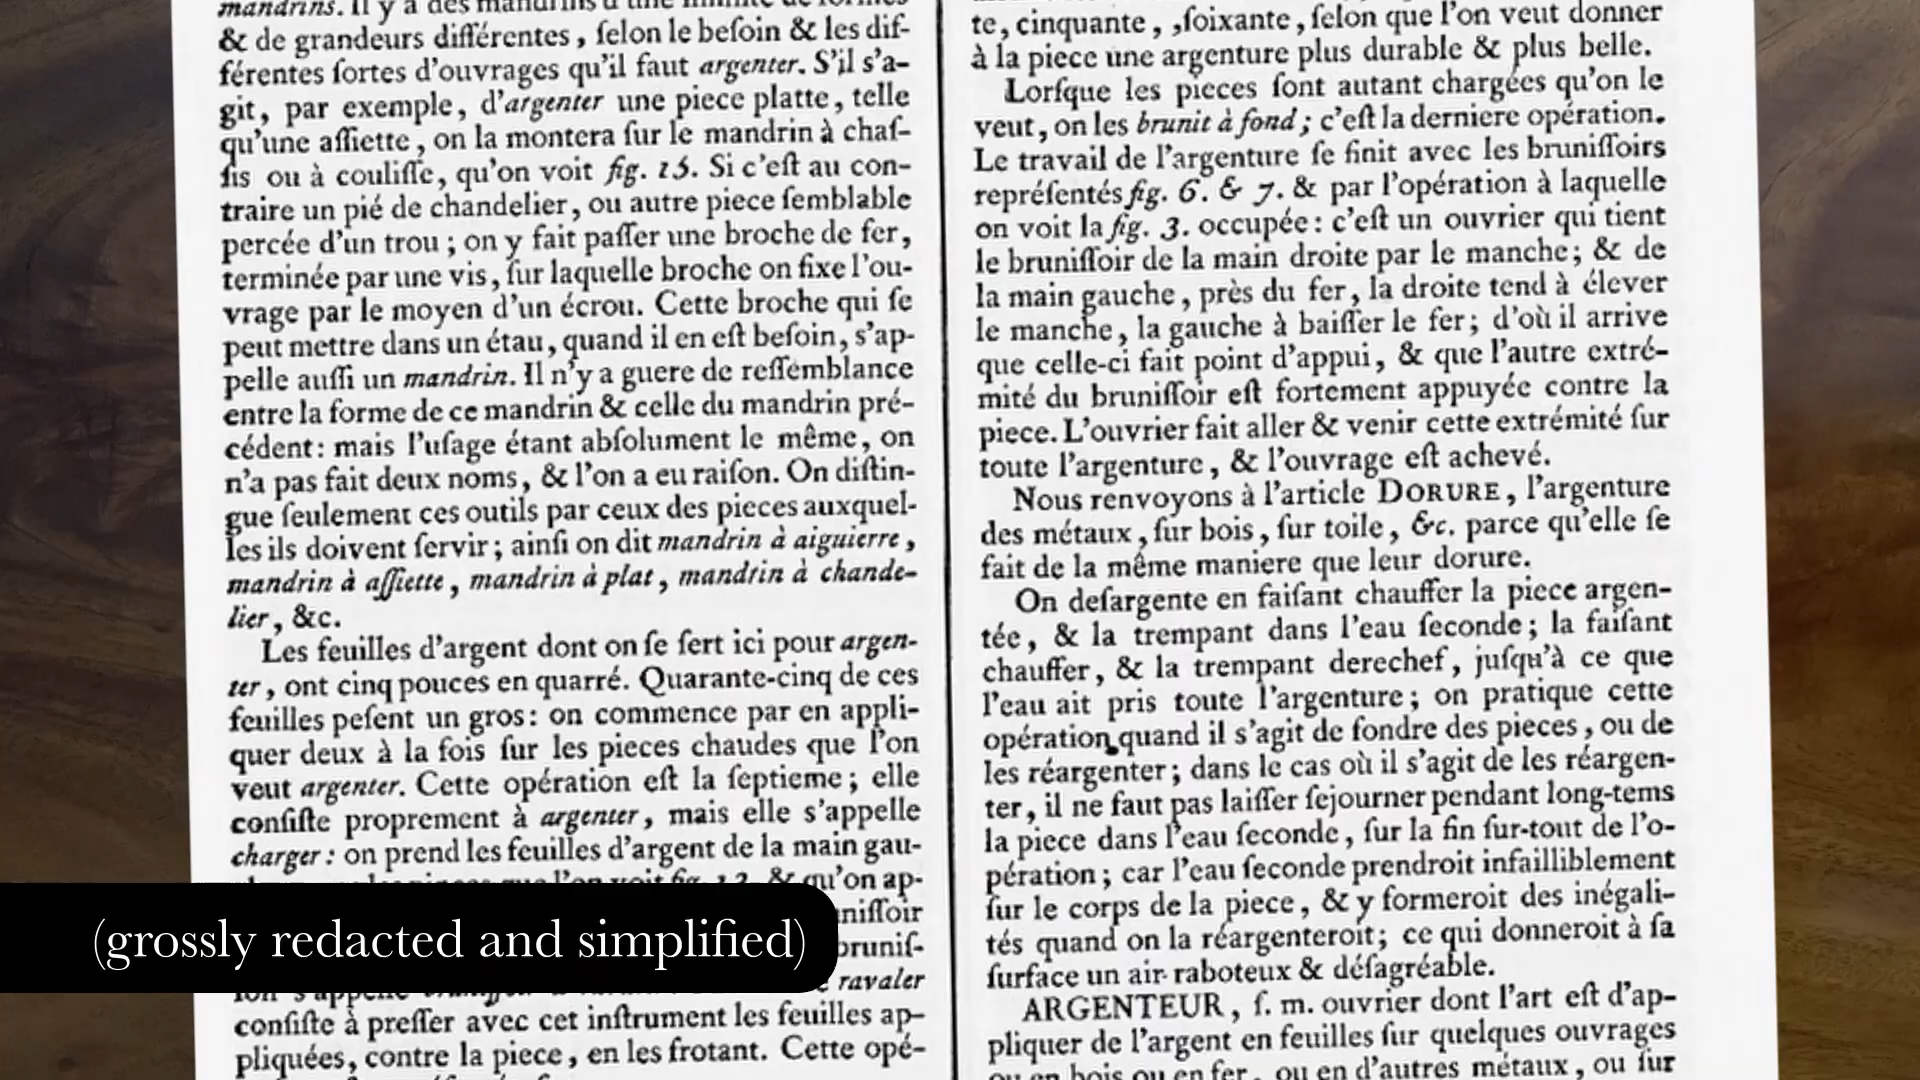 mandrins. Il y a des mandrins d'une infinité de formes
& de grandeurs différentes, ſelon le beſoin & les dif-
férentes ſortes d'ouvrages qu'il faut argenter. S'il s'a-
git, par exemple, d'argenter une piece platte, telle
qu'une aſſiette, on la montera ſur le mandrin à chaſ-
ſis ou à couliſſe, qu'on voit fig. 15. Si c'eſt au con-
traire un pié de chandelier, ou autre piece ſemblable
percée d'un trou; on y fait paſſer une broche de fer,
terminée par une vis, ſur laquelle broche on fixe l'ou-
vrage par le moyen d'un écrou. Cette broche qui ſe
peut mettre dans un étau, quand il en eſt beſoin, s'ap-
pelle auſſi un mandrin. Il n'y a guere de reſſemblance
entre la forme de ce mandrin & celle du mandrin pré-
cédent: mais l'uſage étant abſolument le même, on
n'a pas fait deux noms, & l'on a eu raiſon. On diſtin-
gue ſeulement ces outils par ceux des pieces auxquel-
les ils doivent ſervir; ainſi on dit mandrin à aiguierre,
mandrin à aſſiette, mandrin à plat, mandrin à chande-
lier, &c.
Les feuilles d'argent dont on ſe ſert ici pour argen-
ter, ont cinq pouces en quarré. Quarante-cinq de ces
feuilles peſent un gros: on commence par en appli-
quer deux à la fois ſur les pieces chaudes que l'on
veut argenter. Cette opération eſt la ſeptieme; elle
conſiſte proprement à argenter, mais elle s'appelle
charger: on prend les feuilles d'argent de la main gau-
que l'on voit fig. 12. & qu'on ap-
niſſoir
bruniſ-
ravaler
conſiſte à preſſer avec cet inſtrument les feuilles ap-
pliquées, contre la piece, en les frotant. Cette opé-
te, cinquante, ,ſoixante, ſelon que l'on veut donner
à la piece une argenture plus durable & plus belle.
Lorſque les pieces ſont autant chargées qu'on le
veut, on les brunit à fond; c'eſt la derniere opération.
Le travail de l'argenture ſe finit avec les bruniſſoirs
repréſentés fig. 6. & 7. & par l'opération à laquelle
on voit la fig. 3. occupée: c'eſt un ouvrier qui tient
le bruniſſoir de la main droite par le manche; & de
la main gauche, près du fer, la droite tend à élever
le manche, la gauche à baiſſer le fer; d'où il arrive
que celle-ci fait point d'appui, & que l'autre extré-
mité du bruniſſoir eſt fortement appuyée contre la
piece. L'ouvrier fait aller & venir cette extrémité ſur
toute l'argenture, & l'ouvrage eſt achevé.
Nous renvoyons à l'article DORURE, l'argenture
des métaux, ſur bois, ſur toile, &c. parce qu'elle ſe
fait de la même maniere que leur dorure.
On deſargente en faiſant chauffer la piece argen-
tée, & la trempant dans l'eau ſeconde; la faiſant
chauffer, & la trempant derechef, juſqu'à ce que
l'eau ait pris toute l'argenture; on pratique cette
opération quand il s'agit de fondre des pieces, ou de
les réargenter; dans le cas où il s'agit de les réargen-
ter, il ne faut pas laiſſer ſejourner pendant long-tems
la piece dans l'eau ſeconde, ſur la fin ſur-tout de l'o-
pération; car l'eau ſeconde prendroit infailliblement
ſur le corps de la piece, & y formeroit des inégali-
tés quand on la réargenteroit; ce qui donneroit à ſa
ſurface un air raboteux & déſagréable.
ARGENTEUR, ſ. m. ouvrier dont l'art eſt d'ap-
pliquer de l'argent en feuilles ſur quelques ouvrages
ou en bois ou en fer, ou en d'autres métaux, ou ſur
(grossly redacted and simplified)